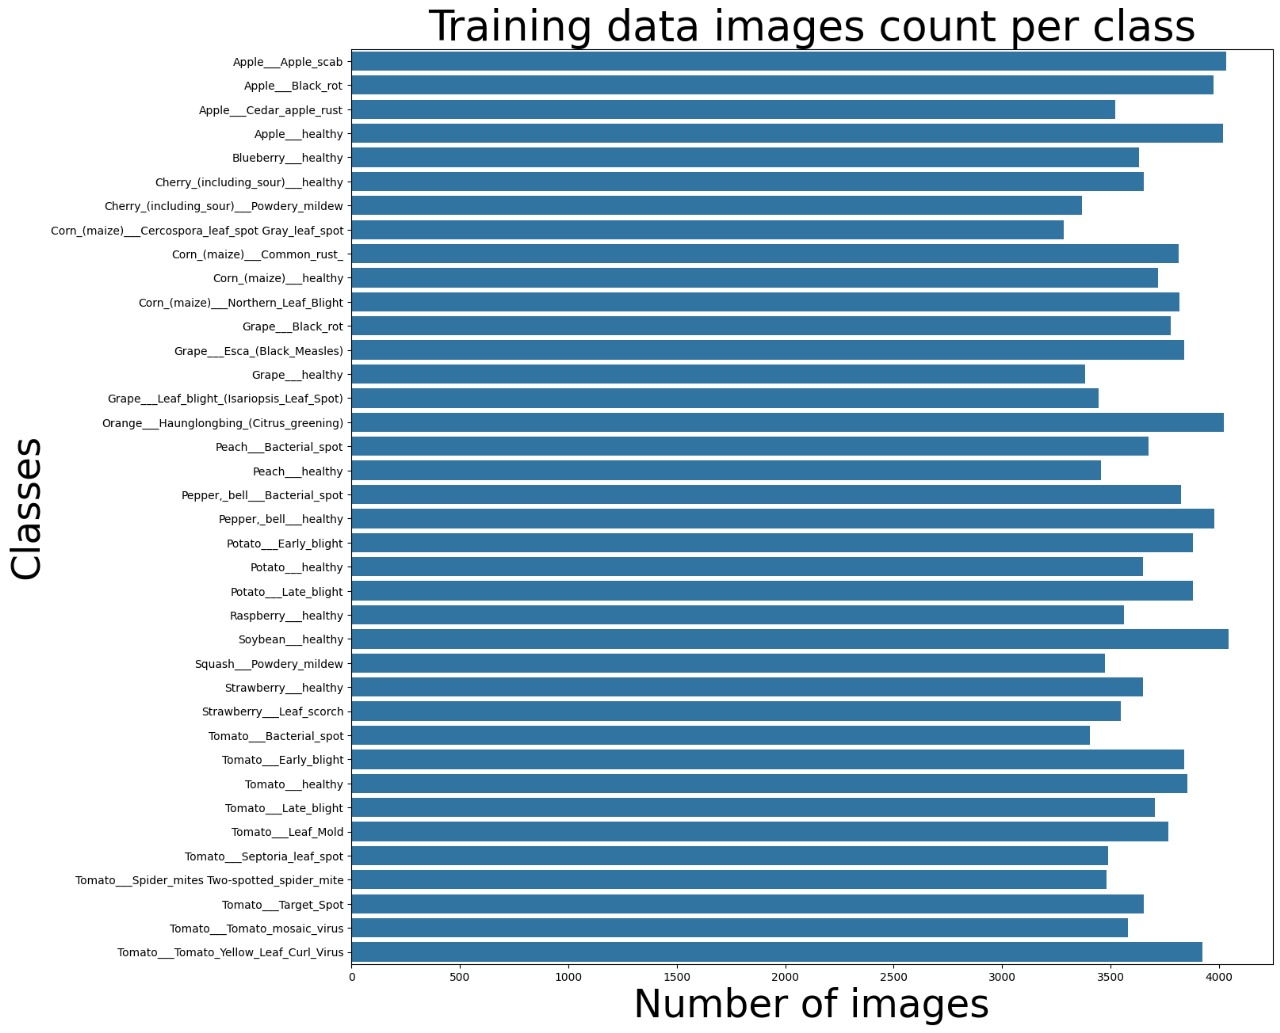 Training data images count per class
Apple___Apple_scab
Apple___Black_rot
Apple___Cedar_apple_rust
Apple___healthy
Blueberry___healthy
Cherry_(including_sour)___healthy
Cherry_(including_sour)___Powdery_mildew
Corn_(maize)___Cercospora_leaf_spot Gray_leaf_spot
Corn_(maize)___Common_rust_
Corn_(maize)___healthy
Corn_(maize)___Northern_Leaf_Blight
Grape___Black_rot
Grape___Esca_(Black_Measles)
Grape___healthy
Grape___Leaf_blight_(Isariopsis_Leaf_Spot)
Orange___Haunglongbing_(Citrus_greening)
Peach___Bacterial_spot
Peach___healthy
Pepper,_bell___Bacterial_spot
Pepper,_bell___healthy
Potato___Early_blight
Potato___healthy
Potato___Late_blight
Raspberry___healthy
Soybean___healthy
Squash___Powdery_mildew
Strawberry___healthy
Strawberry___Leaf_scorch
Tomato___Bacterial_spot
Tomato___Early_blight
Tomato___healthy
Tomato___Late_blight
Tomato___Leaf_Mold
Tomato___Septoria_leaf_spot
Tomato___Spider_mites Two-spotted_spider_mite
Tomato___Target_Spot
Tomato___Tomato_mosaic_virus
Tomato___Tomato_Yellow_Leaf_Curl_Virus
Classes
0 500 1000 1500 2000 2500 3000 3500 4000
Number of images